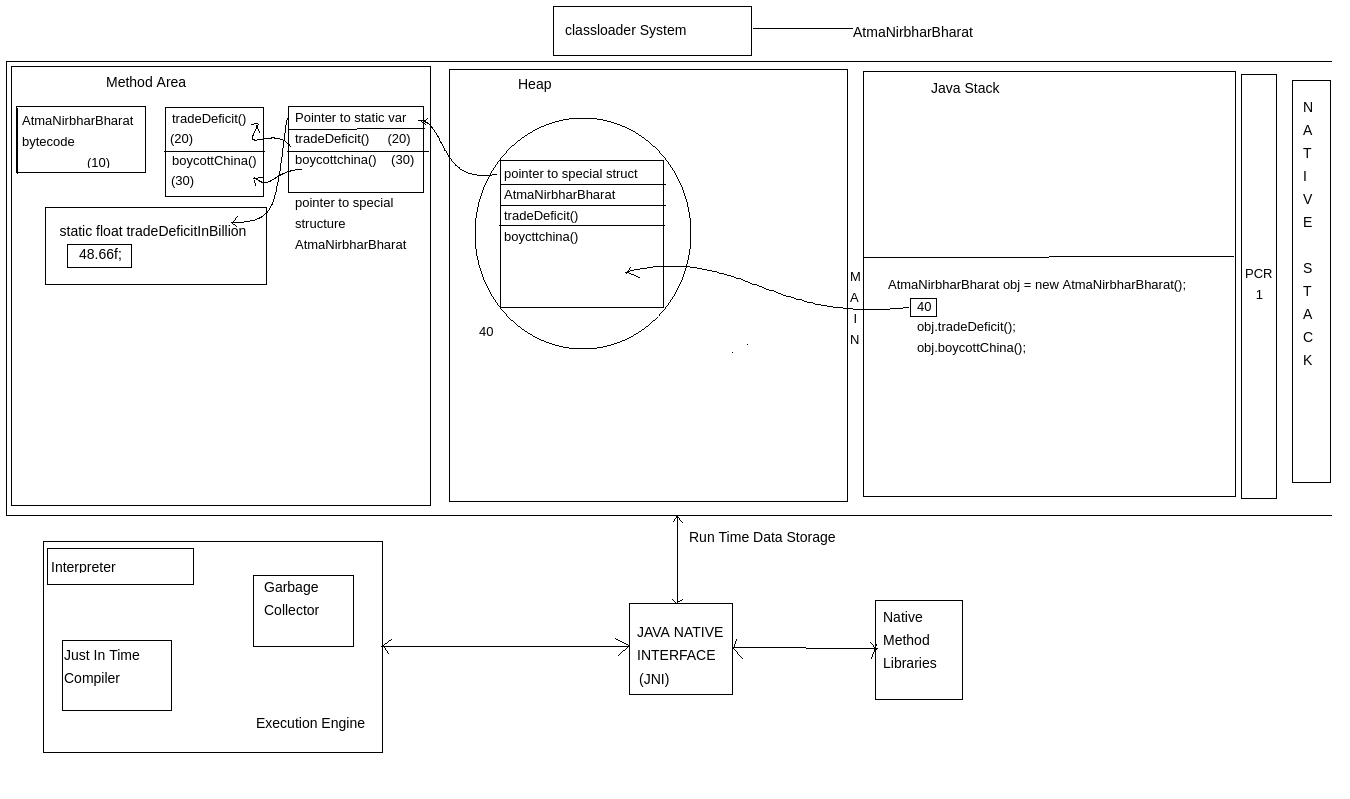 classloader System
AtmaNirbharBharat
Method Area
AtmaNirbharBharat
bytecode
(10)
tradeDeficit()
(20)
boycottChina()
(30)
Pointer to static var
tradeDeficit() (20)
boycottchina() (30)
pointer to special
structure
AtmaNirbharBharat
static float tradeDeficitInBillion
48.66f;
Heap
pointer to special struct
AtmaNirbharBharat
tradeDeficit()
boycttchina()
40
Java Stack
M
A
I
N
AtmaNirbharBharat obj = new AtmaNirbharBharat();
40
obj.tradeDeficit();
obj.boycottChina();
PCR
1
N
A
T
I
V
E
S
T
A
C
K
Run Time Data Storage
Interpreter
Garbage
Collector
Just In Time
Compiler
Execution Engine
JAVA NATIVE
INTERFACE
(JNI)
Native
Method
Libraries